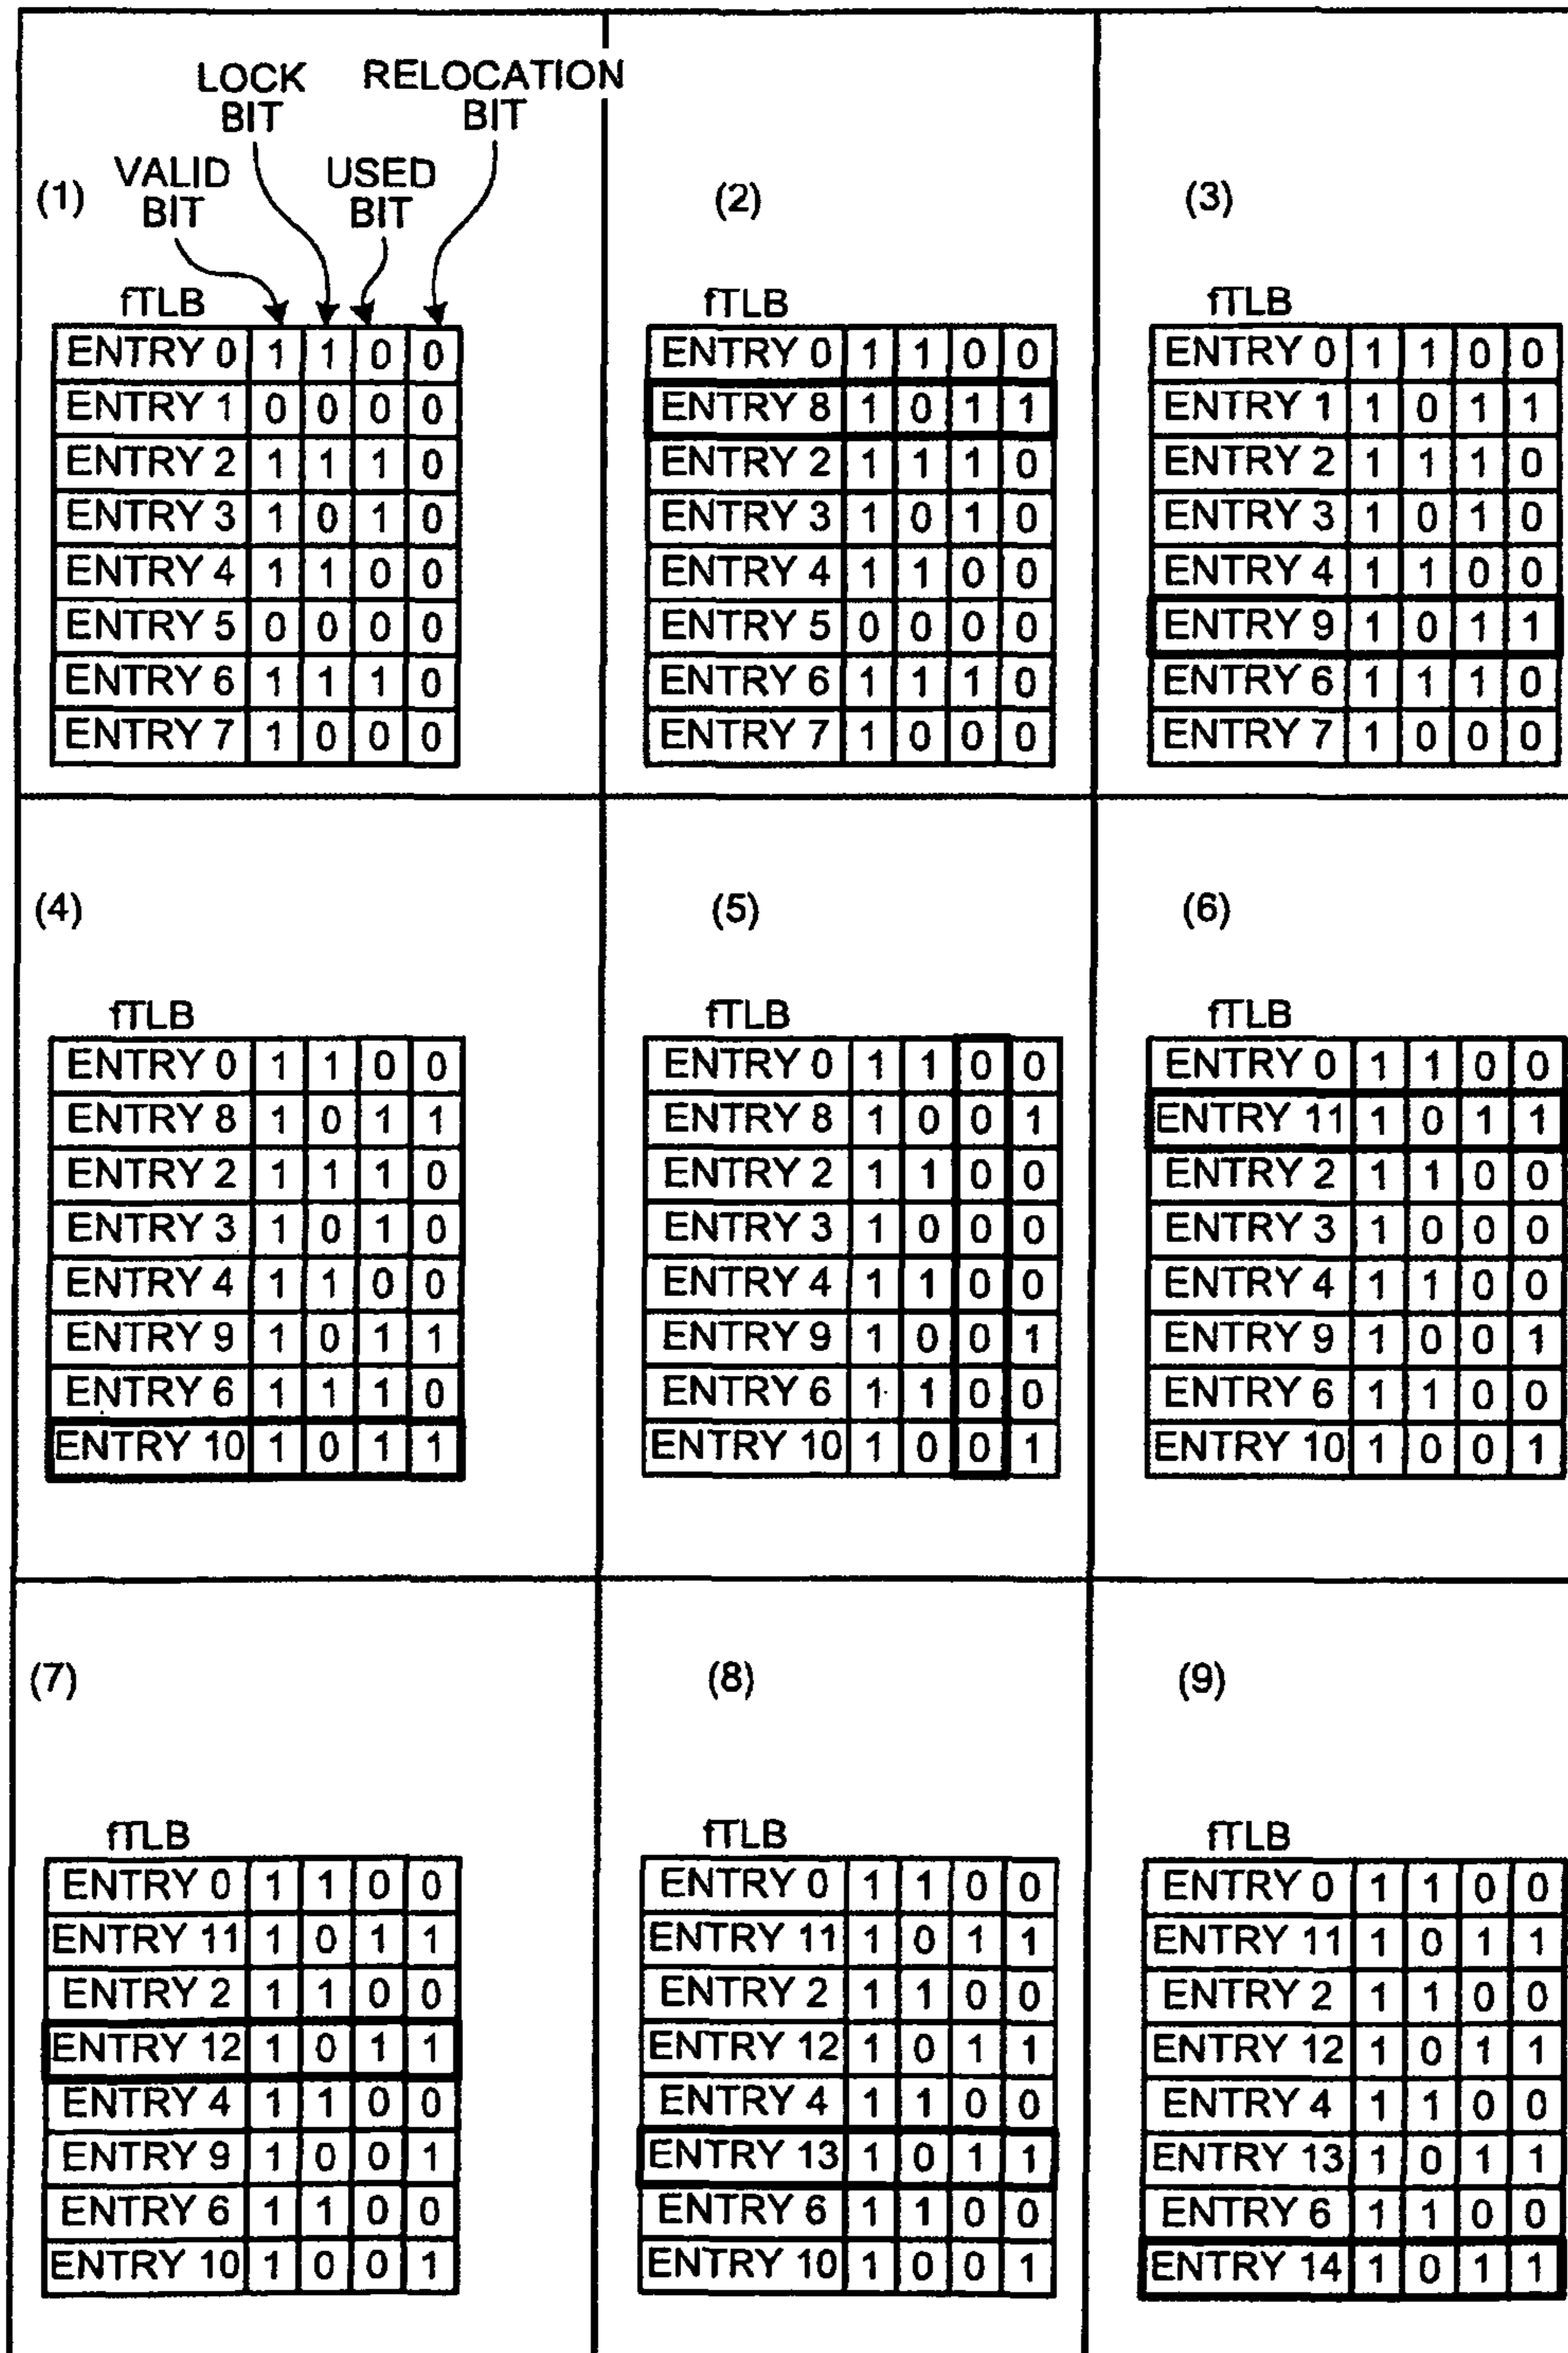 (1)
VALID BIT
LOCK BIT
USED BIT
RELOCATION BIT
fTLB
ENTRY 0 1 1 0 0
ENTRY 1 0 0 0 0
ENTRY 2 1 1 1 0
ENTRY 3 1 0 1 0
ENTRY 4 1 1 0 0
ENTRY 5 0 0 0 0
ENTRY 6 1 1 1 0
ENTRY 7 1 0 0 0
(2)
fTLB
ENTRY 0 1 1 0 0
ENTRY 8 1 0 1 1
ENTRY 2 1 1 1 0
ENTRY 3 1 0 1 0
ENTRY 4 1 1 0 0
ENTRY 5 0 0 0 0
ENTRY 6 1 1 1 0
ENTRY 7 1 0 0 0
(3)
fTLB
ENTRY 0 1 1 0 0
ENTRY 1 1 0 1 1
ENTRY 2 1 1 1 0
ENTRY 3 1 0 1 0
ENTRY 4 1 1 0 0
ENTRY 9 1 0 1 1
ENTRY 6 1 1 1 0
ENTRY 7 1 0 0 0
(4)
fTLB
ENTRY 0 1 1 0 0
ENTRY 8 1 0 1 1
ENTRY 2 1 1 1 0
ENTRY 3 1 0 1 0
ENTRY 4 1 1 0 0
ENTRY 9 1 0 1 1
ENTRY 6 1 1 1 0
ENTRY 10 1 0 1 1
(5)
fTLB
ENTRY 0 1 1 0 0
ENTRY 8 1 0 0 1
ENTRY 2 1 1 0 0
ENTRY 3 1 0 0 0
ENTRY 4 1 1 0 0
ENTRY 9 1 0 0 1
ENTRY 6 1 1 0 0
ENTRY 10 1 0 0 1
(6)
fTLB
ENTRY 0 1 1 0 0
ENTRY 11 1 0 1 1
ENTRY 2 1 1 0 0
ENTRY 3 1 0 0 0
ENTRY 4 1 1 0 0
ENTRY 9 1 0 0 1
ENTRY 6 1 1 0 0
ENTRY 10 1 0 0 1
(7)
fTLB
ENTRY 0 1 1 0 0
ENTRY 11 1 0 1 1
ENTRY 2 1 1 0 0
ENTRY 12 1 0 1 1
ENTRY 4 1 1 0 0
ENTRY 9 1 0 0 1
ENTRY 6 1 1 0 0
ENTRY 10 1 0 0 1
(8)
fTLB
ENTRY 0 1 1 0 0
ENTRY 11 1 0 1 1
ENTRY 2 1 1 0 0
ENTRY 12 1 0 1 1
ENTRY 4 1 1 0 0
ENTRY 13 1 0 1 1
ENTRY 6 1 1 0 0
ENTRY 10 1 0 0 1
(9)
fTLB
ENTRY 0 1 1 0 0
ENTRY 11 1 0 1 1
ENTRY 2 1 1 0 0
ENTRY 12 1 0 1 1
ENTRY 4 1 1 0 0
ENTRY 13 1 0 1 1
ENTRY 6 1 1 0 0
ENTRY 14 1 0 1 1